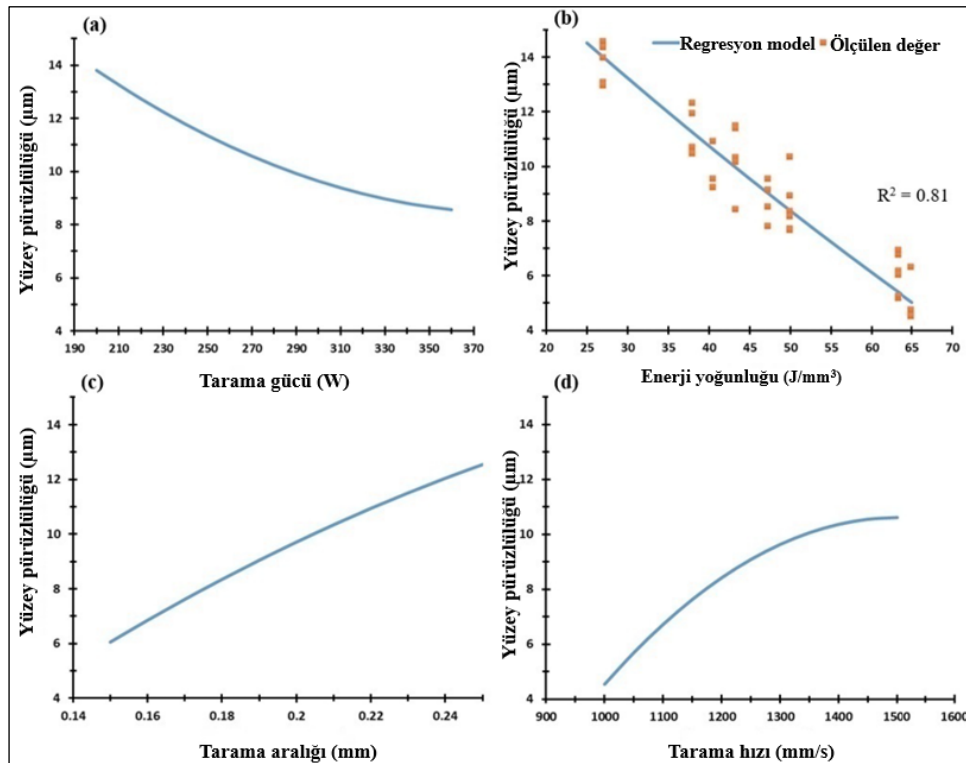 (a)
Yüzey pürüzlülüğü (µm)
14
12
10
8
6
4
190 210 230 250 270 290 310 330 350 370
Tarama gücü (W)
(b)
Yüzey pürüzlülüğü (µm)
Regresyon model Ölçülen değer
14
12
10
8
6
4
R² = 0.81
20 25 30 35 40 45 50 55 60 65 70
Enerji yoğunluğu (J/mm³)
(c)
Yüzey pürüzlülüğü (µm)
14
12
10
8
6
4
0.14 0.16 0.18 0.2 0.22 0.24
Tarama aralığı (mm)
(d)
Yüzey pürüzlülüğü (µm)
14
12
10
8
6
4
900 1000 1100 1200 1300 1400 1500 1600
Tarama hızı (mm/s)